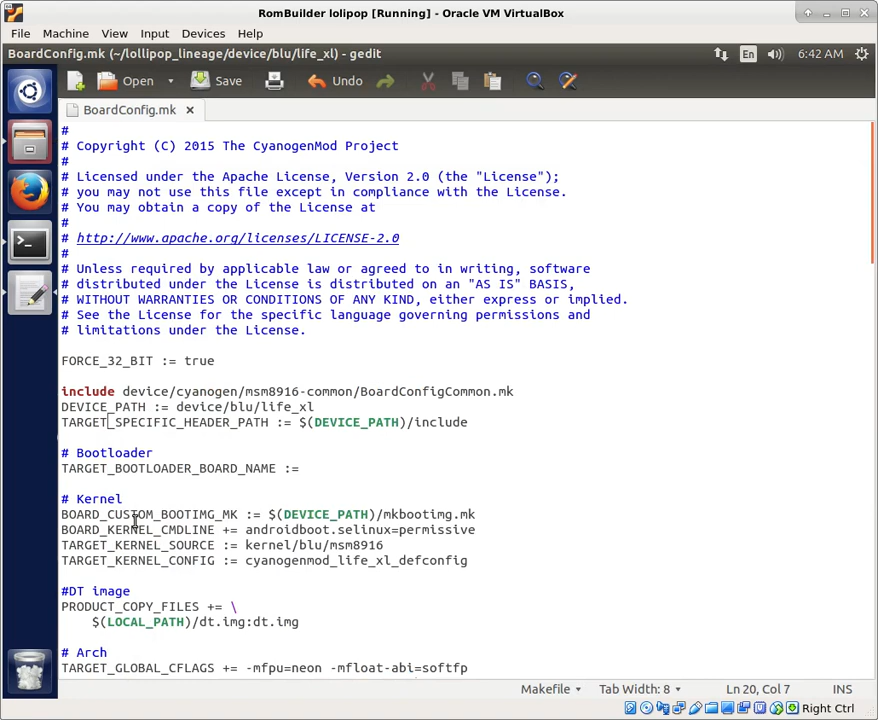 RomBuilder lolipop [Running] - Oracle VM VirtualBox
File Machine View Input Devices Help
BoardConfig.mk (~/lollipop_lineage/device/blu/life_xl) - gedit
En 6:42 AM
Open Save Undo
BoardConfig.mk
#
# Copyright (C) 2015 The CyanogenMod Project
#
# Licensed under the Apache License, Version 2.0 (the "License");
# you may not use this file except in compliance with the License.
# You may obtain a copy of the License at
#
# http://www.apache.org/licenses/LICENSE-2.0
#
# Unless required by applicable law or agreed to in writing, software
# distributed under the License is distributed on an "AS IS" BASIS,
# WITHOUT WARRANTIES OR CONDITIONS OF ANY KIND, either express or implied.
# See the License for the specific language governing permissions and
# limitations under the License.
FORCE_32_BIT := true
include device/cyanogen/msm8916-common/BoardConfigCommon.mk
DEVICE_PATH := device/blu/life_xl
TARGET_SPECIFIC_HEADER_PATH := $(DEVICE_PATH)/include
# Bootloader
TARGET_BOOTLOADER_BOARD_NAME :=
# Kernel
BOARD_CUSTOM_BOOTIMG_MK := $(DEVICE_PATH)/mkbootimg.mk
BOARD_KERNEL_CMDLINE += androidboot.selinux=permissive
TARGET_KERNEL_SOURCE := kernel/blu/msm8916
TARGET_KERNEL_CONFIG := cyanogenmod_life_xl_defconfig
#DT image
PRODUCT_COPY_FILES += \
$(LOCAL_PATH)/dt.img:dt.img
# Arch
TARGET_GLOBAL_CFLAGS += -mfpu=neon -mfloat-abi=softfp
Makefile Tab Width: 8 Ln 20, Col 7 INS
Right Ctrl